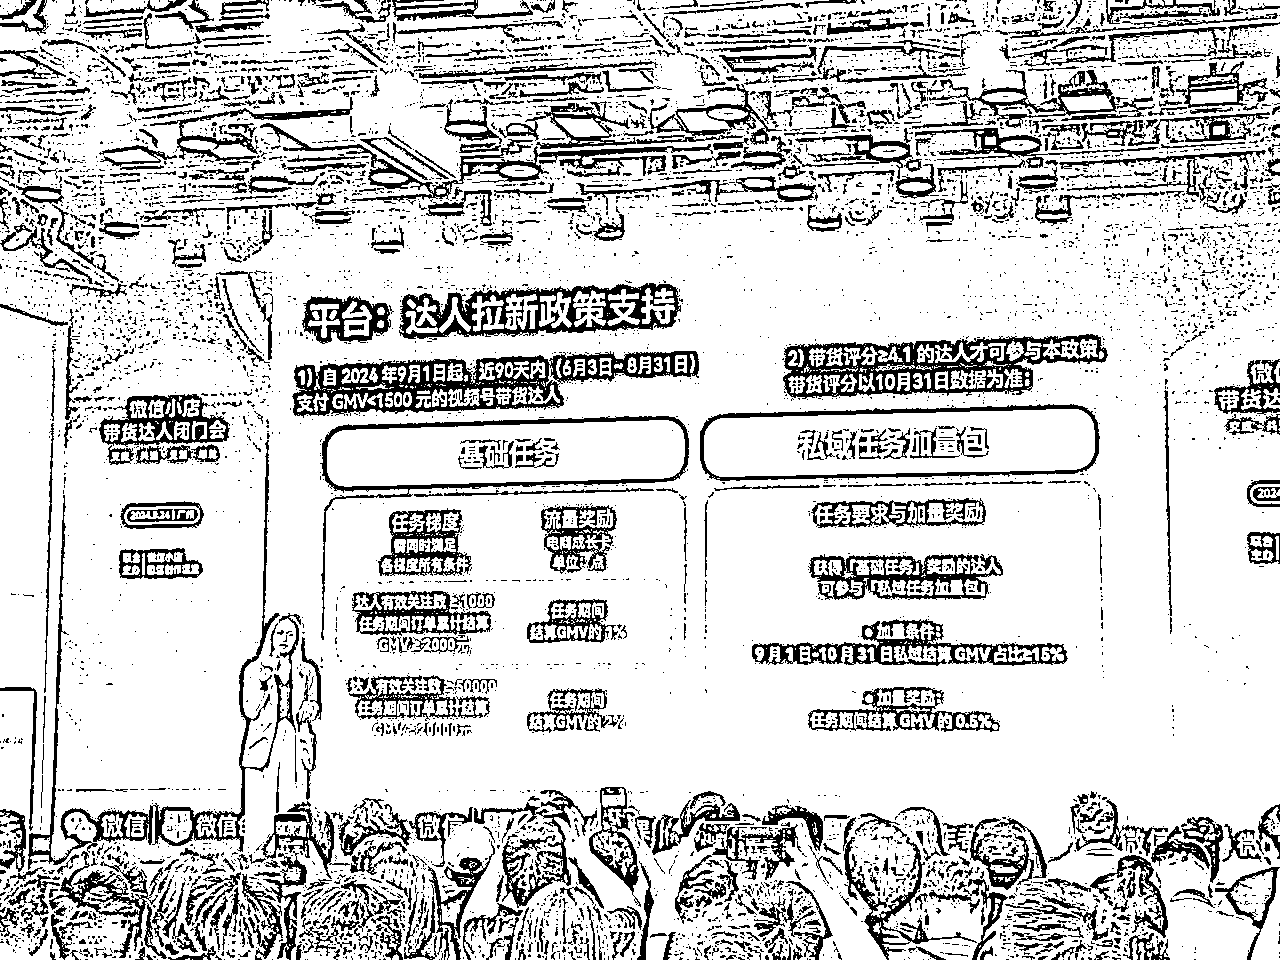 平台：达人拉新政策支持
1) 自 2024 年9月1日起，近90天内（6月3日- 8月31日）
支付 GMV<1500 元的视频号带货达人
2) 带货评分≥4.1 的达人才可参与本政策，
带货评分以10月31日数据为准；
基础任务
私域任务加量包
任务梯度
需同时满足
各梯度所有条件
流量奖励
电商成长卡
单位：点
达人有效关注数 ≥1000
任务期间订单累计结算
GMV≥2000元
任务期间
结算GMV的 1%
达人有效关注数 ≥50000
任务期间订单累计结算
GMV≥20000元
任务期间
结算GMV的 2%
任务要求与加量奖励
获得「基础任务」奖励的达人
可参与「私域任务加量包」
● 加量条件：
9 月 1 日-10 月 31 日私域结算 GMV 占比≥15%
● 加量奖励：
任务期间结算 GMV 的 0.5%。
微信小店
带货达人闭门会
2024.9.24 | 广州
微信小店
微信
微信
微信